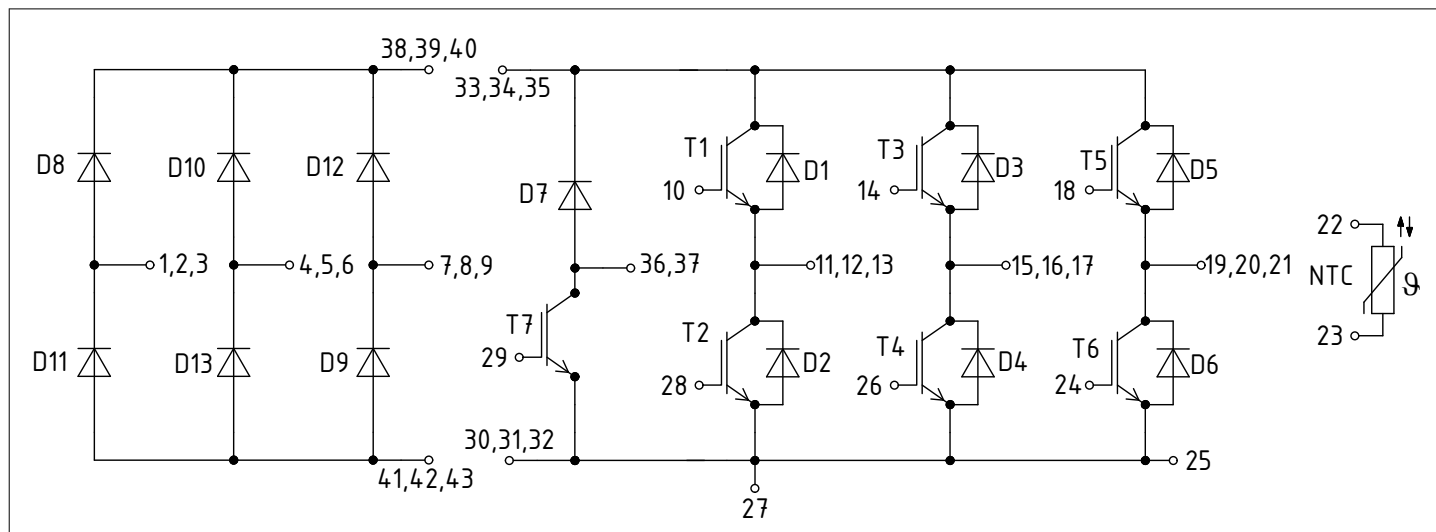 38,39,40
33,34,35
D8
D10
D12
D7
T1
10
D1
T3
14
D3
T5
18
D5
1,2,3
4,5,6
7,8,9
36,37
11,12,13
15,16,17
19,20,21
22
NTC
ϑ
23
D11
D13
D9
T7
29
T2
28
D2
T4
26
D4
T6
24
D6
41,42,43
30,31,32
27
25